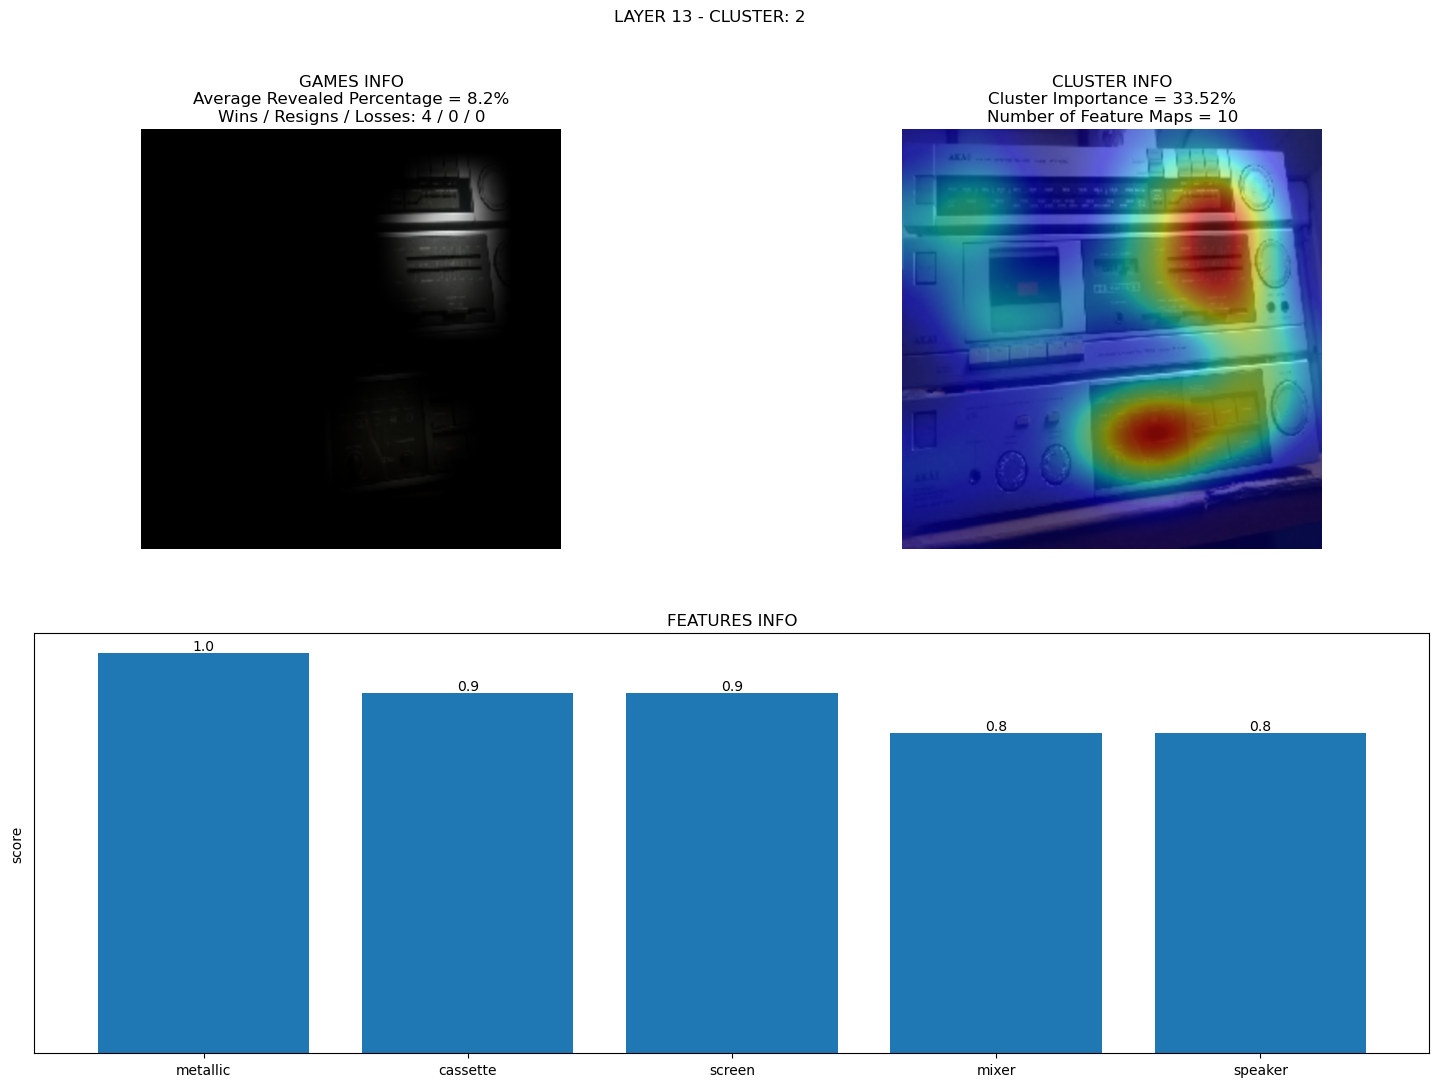 LAYER 13 - CLUSTER: 2
GAMES INFO
Average Revealed Percentage = 8.2%
Wins / Resigns / Losses: 4 / 0 / 0
CLUSTER INFO
Cluster Importance = 33.52%
Number of Feature Maps = 10
AKAI
AKAI
FEATURES INFO
score
1.0
0.9
0.9
0.8
0.8
metallic
cassette
screen
mixer
speaker